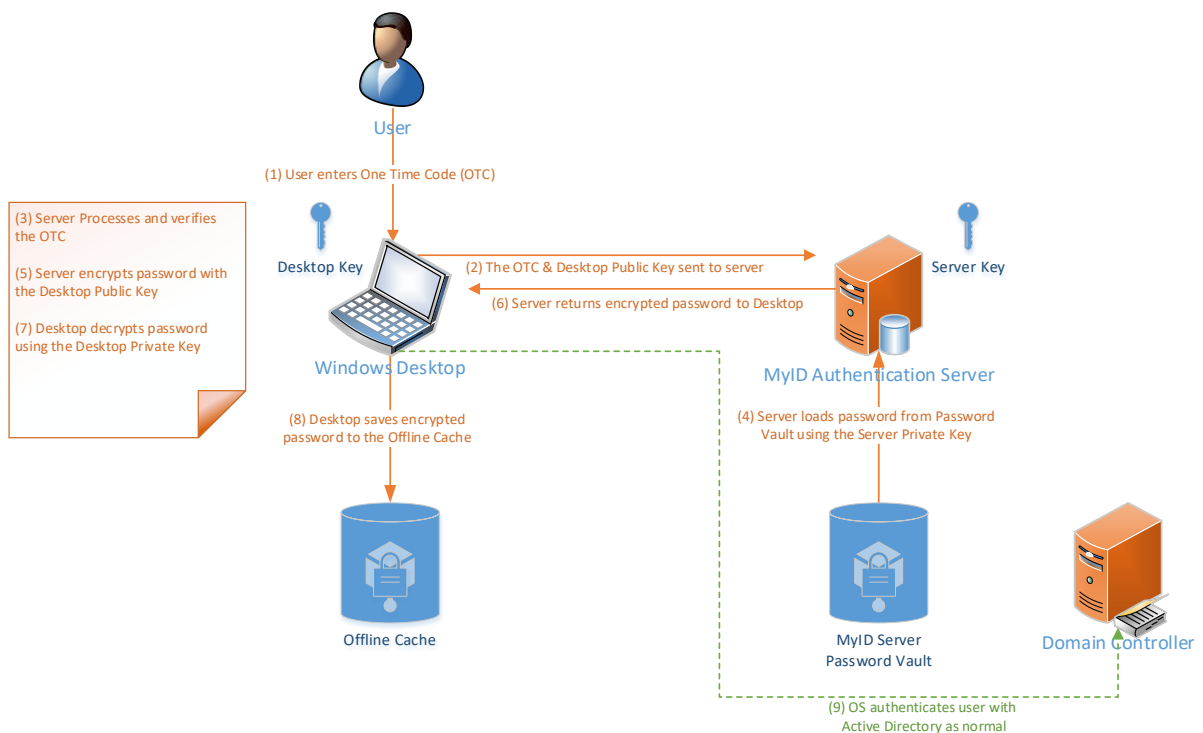 User
(1) User enters One Time Code (OTC)
(3) Server Processes and verifies
the OTC
(5) Server encrypts password with
the Desktop Public Key
(7) Desktop decrypts password
using the Desktop Private Key
Desktop Key
(2) The OTC & Desktop Public Key sent to server
Server Key
(6) Server returns encrypted password to Desktop
Windows Desktop
MyID Authentication Server
(8) Desktop saves encrypted
password to the Offline Cache
(4) Server loads password from Password
Vault using the Server Private Key
Offline Cache
MyID Server
Password Vault
Domain Controller
(9) OS authenticates user with
Active Directory as normal